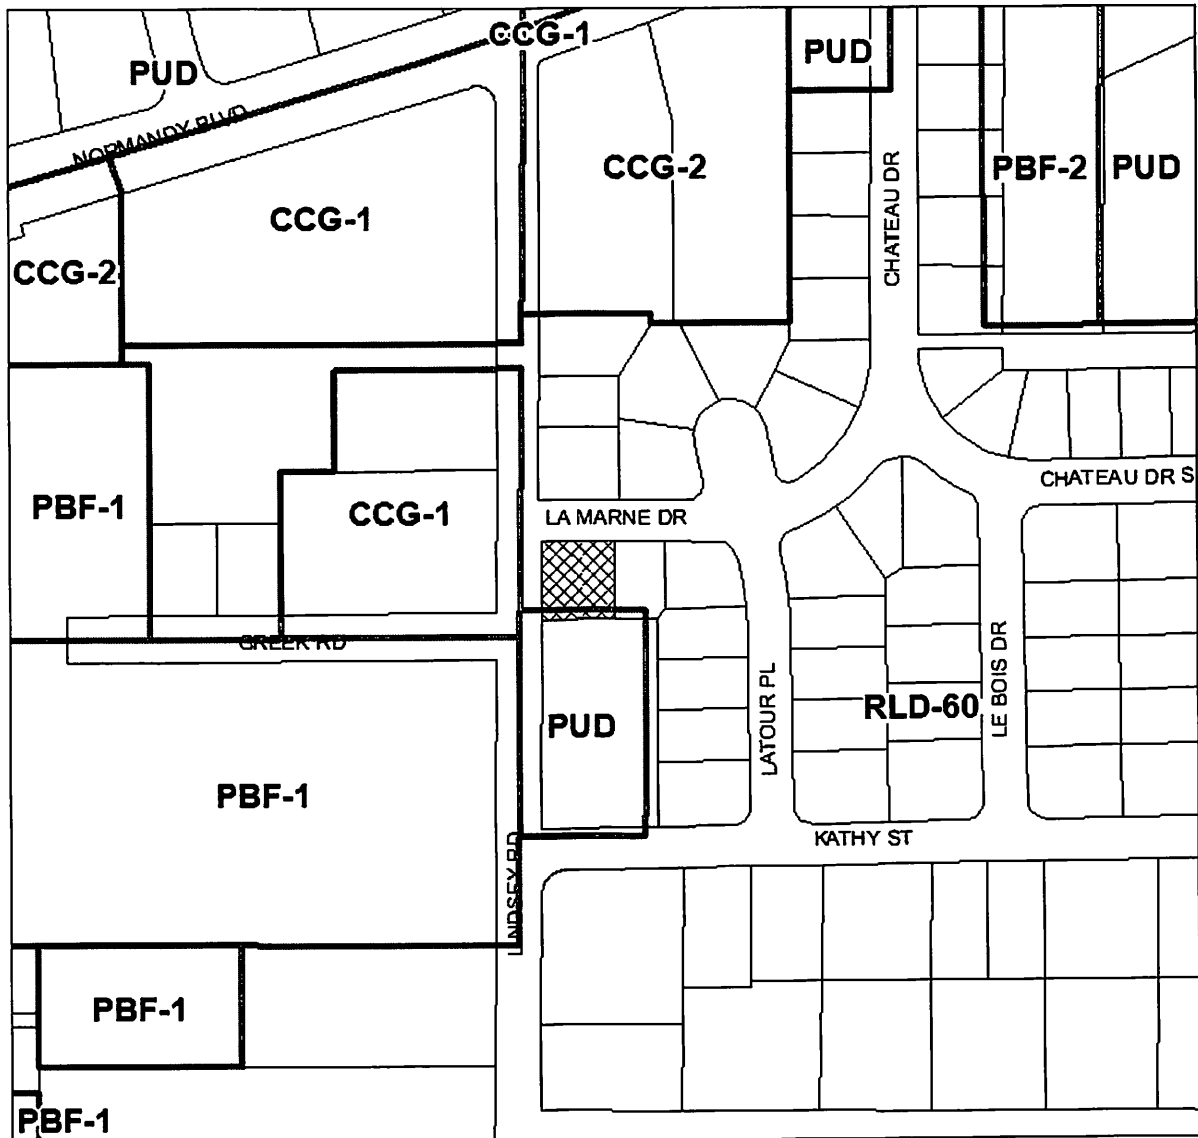 CCG-1
PUD
PUD
NORMANDY BLVD
CCG-2
PBF-2
PUD
CCG-1
CHATEAU DR
CCG-2
CHATEAU DR S
PBF-1
CCG-1
LA MARNE DR
GREEK RD
LE BOIS DR
LATOUR PL
RLD-60
PUD
PBF-1
KATHY ST
LINDSEY RD
PBF-1
PBF-1